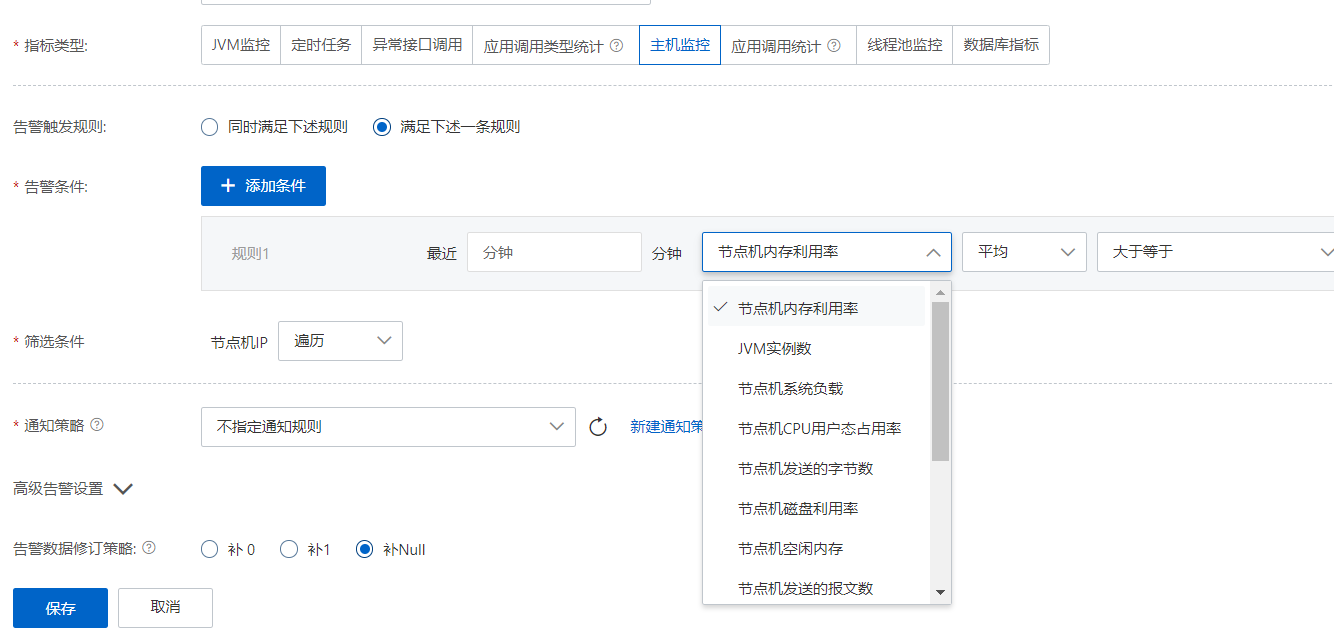 * 指标类型: JVM监控 定时任务 异常接口调用 应用调用类型统计 ? 主机监控 应用调用统计 ? 线程池监控 数据库指标
告警触发规则: 同时满足下述规则 满足下述一条规则
* 告警条件: + 添加条件
规则1 最近 分钟 分钟 节点机内存利用率 平均 大于等于
节点机内存利用率
JVM实例数
* 筛选条件 节点机IP 遍历
节点机系统负载
* 通知策略 ? 不指定通知规则 新建通知策
节点机CPU用户态占用率
节点机发送的字节数
高级告警设置
节点机磁盘利用率
告警数据修订策略: ? 补 0 补1 补Null
节点机空闲内存
节点机发送的报文数
保存 取消